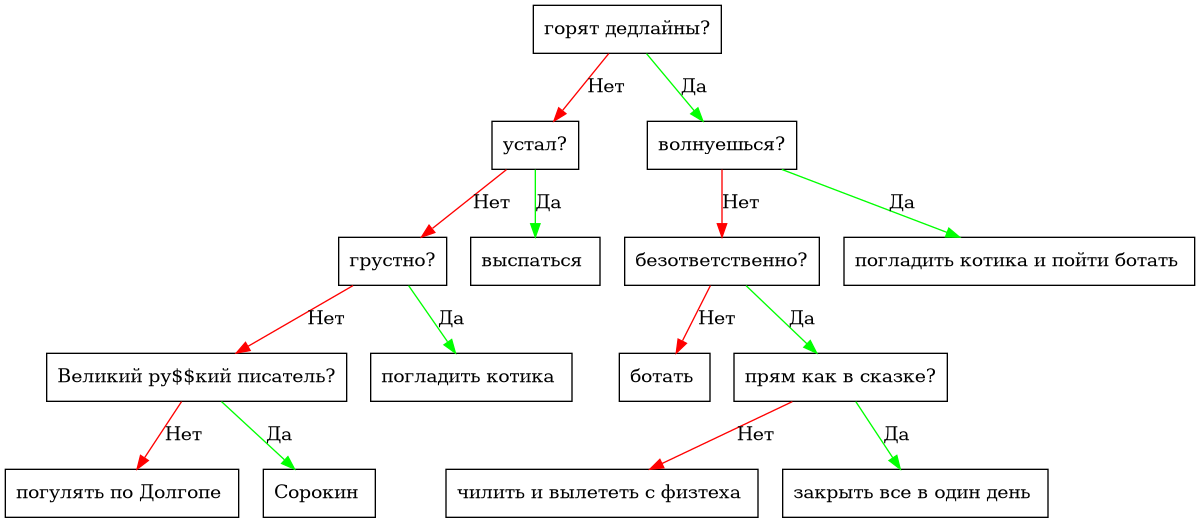 горят дедлайны?
Нет
Да
устал?
волнуешься?
Нет
Да
Нет
Да
грустно?
выспаться
безответственно?
погладить котика и пойти ботать
Нет
Да
Нет
Да
Великий ру$$кий писатель?
погладить котика
ботать
прям как в сказке?
Нет
Да
Нет
Да
погулять по Долгопе
Сорокин
чилить и вылететь с физтеха
закрыть все в один день